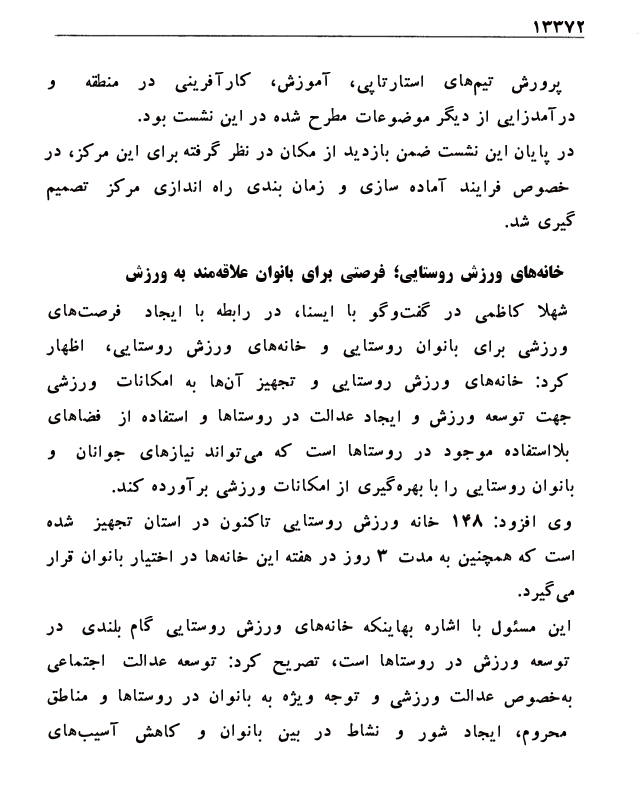 ۱۳۳۷۲
پرورش تیم‌های استارتاپی، آموزش، کارآفرینی در منطقه و
درآمدزایی از دیگر موضوعات مطرح شده در این نشست بود.
در پایان این نشست ضمن بازدید از مکان در نظر گرفته برای این مرکز، در
خصوص فرایند آماده سازی و زمان بندی راه اندازی مرکز تصمیم
گیری شد.
خانه‌های ورزش روستایی؛ فرصتی برای بانوان علاقه‌مند به ورزش
شهلا کاظمی در گفت‌وگو با ایسنا، در رابطه با ایجاد فرصت‌های
ورزشی برای بانوان روستایی و خانه‌های ورزش روستایی، اظهار
کرد: خانه‌های ورزش روستایی و تجهیز آن‌ها به امکانات ورزشی
جهت توسعه ورزش و ایجاد عدالت در روستاها و استفاده از فضاهای
بلااستفاده موجود در روستاها است که می‌تواند نیازهای جوانان و
بانوان روستایی را با بهره‌گیری از امکانات ورزشی برآورده کند.
وی افزود: ۱۴۸ خانه ورزش روستایی تاکنون در استان تجهیز شده
است که همچنین به مدت ۳ روز در هفته این خانه‌ها در اختیار بانوان قرار
می‌گیرد.
این مسئول با اشاره بهاینکه خانه‌های ورزش روستایی گام بلندی در
توسعه ورزش در روستاها است، تصریح کرد: توسعه عدالت اجتماعی
به‌خصوص عدالت ورزشی و توجه ویژه به بانوان در روستاها و مناطق
محروم، ایجاد شور و نشاط در بین بانوان و کاهش آسیب‌های